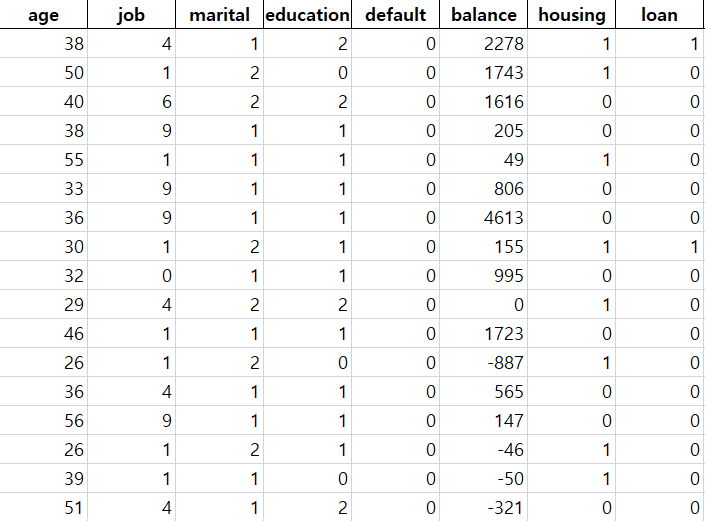 age job marital education default balance housing loan
38 4 1 2 0 2278 1 1
50 1 2 0 0 1743 1 0
40 6 2 2 0 1616 0 0
38 9 1 1 0 205 0 0
55 1 1 1 0 49 1 0
33 9 1 1 0 806 0 0
36 9 1 1 0 4613 0 0
30 1 2 1 0 155 1 1
32 0 1 1 0 995 0 0
29 4 2 2 0 0 1 0
46 1 1 1 0 1723 0 0
26 1 2 0 0 -887 1 0
36 4 1 1 0 565 0 0
56 9 1 1 0 147 0 0
26 1 2 1 0 -46 1 0
39 1 1 0 0 -50 1 0
51 4 1 2 0 -321 0 0